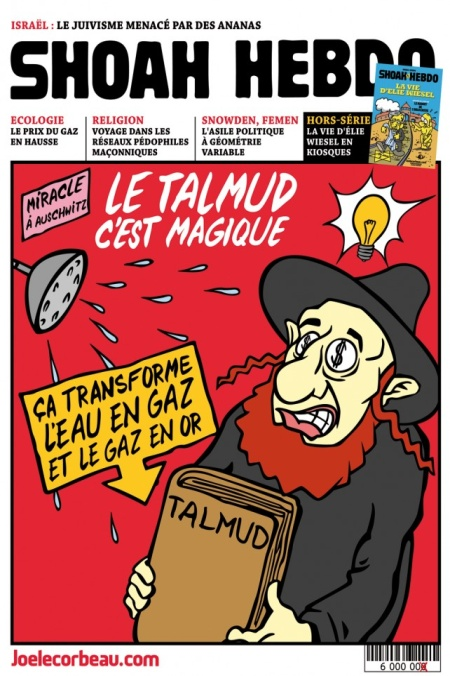 ISRAËL : LE JUIVISME MENACÉ PAR DES ANANAS
SHOAH HEBDO
ECOLOGIE
LE PRIX DU GAZ
EN HAUSSE
RELIGION
VOYAGE DANS LES
RÉSEAUX PÉDOPHILES
MAÇONNIQUES
SNOWDEN, FEMEN
L'ASILE POLITIQUE
À GÉOMÉTRIE
VARIABLE
HORS-SÉRIE
LA VIE D'ÉLIE
WIESEL EN
KIOSQUES
SHOAH HEBDO
LA VIE
D'ELIE WIESEL
MIRACLE
À AUSCHWITZ
LE TALMUD
C'EST MAGIQUE
ÇA TRANSFORME
L'EAU EN GAZ
ET LE GAZ EN OR
TALMUD
Joelecorbeau.com
6 000 00€